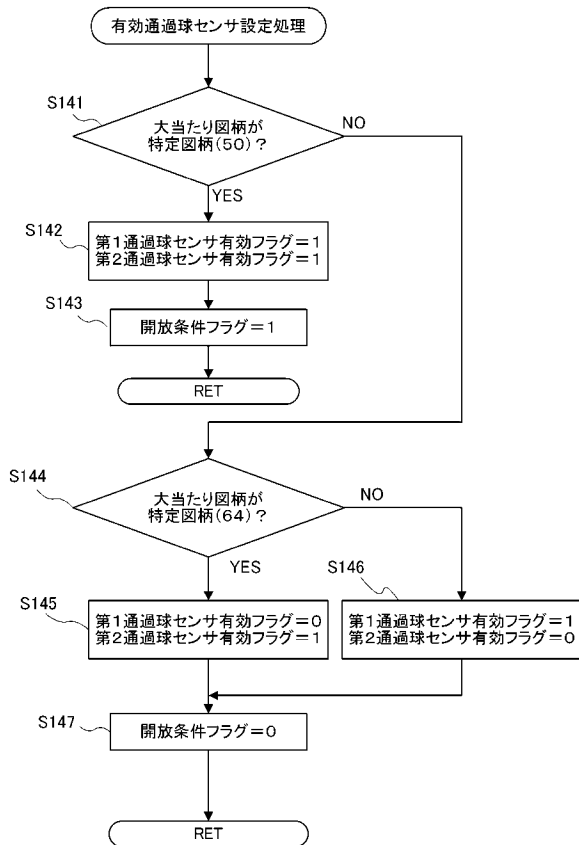 有効通過球センサ設定処理
S141
大当たり図柄が
特定図柄(50)?
NO
YES
S142
第1通過球センサ有効フラグ=1
第2通過球センサ有効フラグ=1
S143
開放条件フラグ=1
RET
S144
大当たり図柄が
特定図柄(64)?
NO
YES
S145
第1通過球センサ有効フラグ=0
第2通過球センサ有効フラグ=1
S146
第1通過球センサ有効フラグ=1
第2通過球センサ有効フラグ=0
S147
開放条件フラグ=0
RET